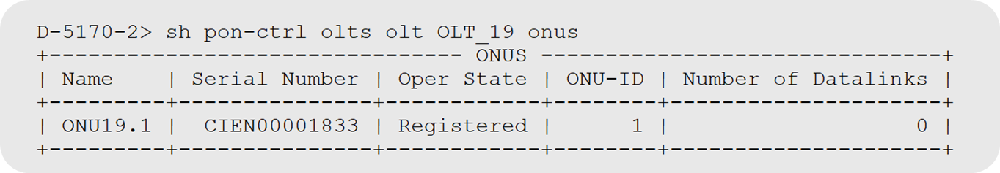 D-5170-2> sh pon-ctrl olts olt OLT_19 onus
+-------------------------------- ONUS -------------------------------+
| Name    | Serial Number | Oper State | ONU-ID | Number of Datalinks |
+---------+---------------+------------+--------+---------------------+
| ONU19.1 |  CIEN00001833 | Registered |      1 |                   0 |
+---------+---------------+------------+--------+---------------------+